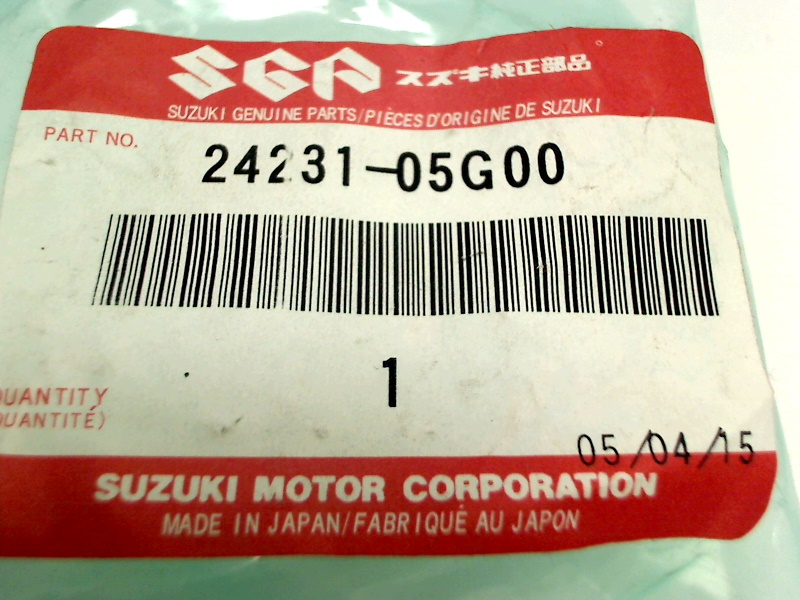 SGP スズキ純正部品
SUZUKI GENUINE PARTS/PIÈCES D'ORIGINE DE SUZUKI
PART NO.
24231-05G00
1
QUANTITY
QUANTITÉ)
05/04/15
SUZUKI MOTOR CORPORATION
MADE IN JAPAN/FABRIQUÉ AU JAPON